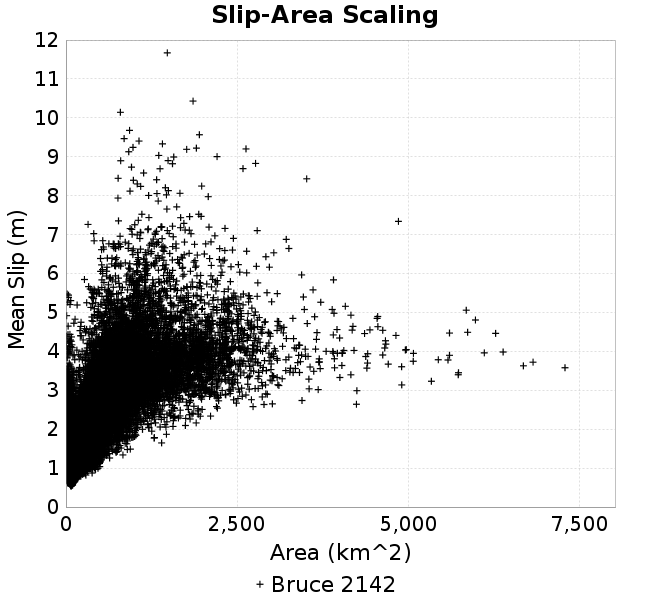 Slip-Area Scaling
12
11
10
9
8
7
6
5
4
3
2
1
0
Mean Slip (m)
0 2,500 5,000 7,500
Area (km^2)
+ Bruce 2142